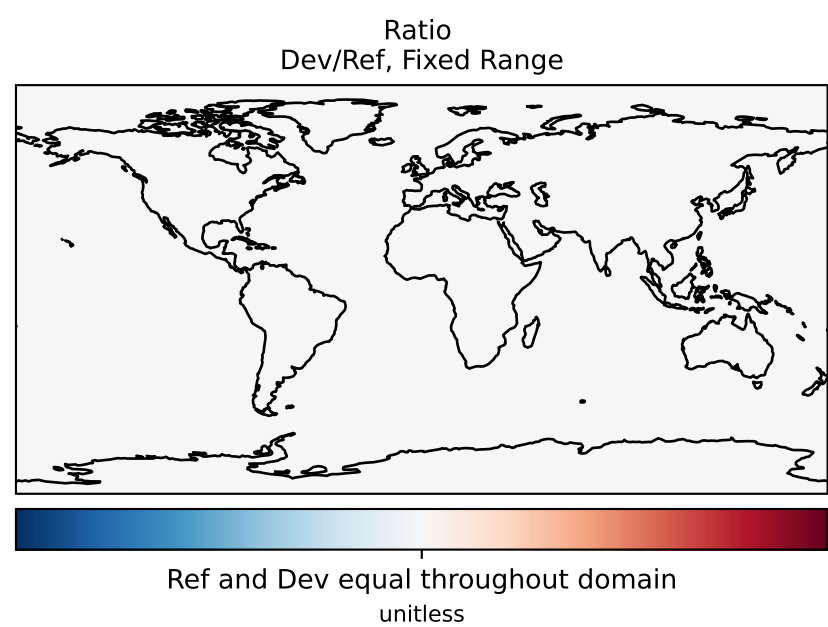 Ratio
Dev/Ref, Fixed Range
Ref and Dev equal throughout domain
unitless